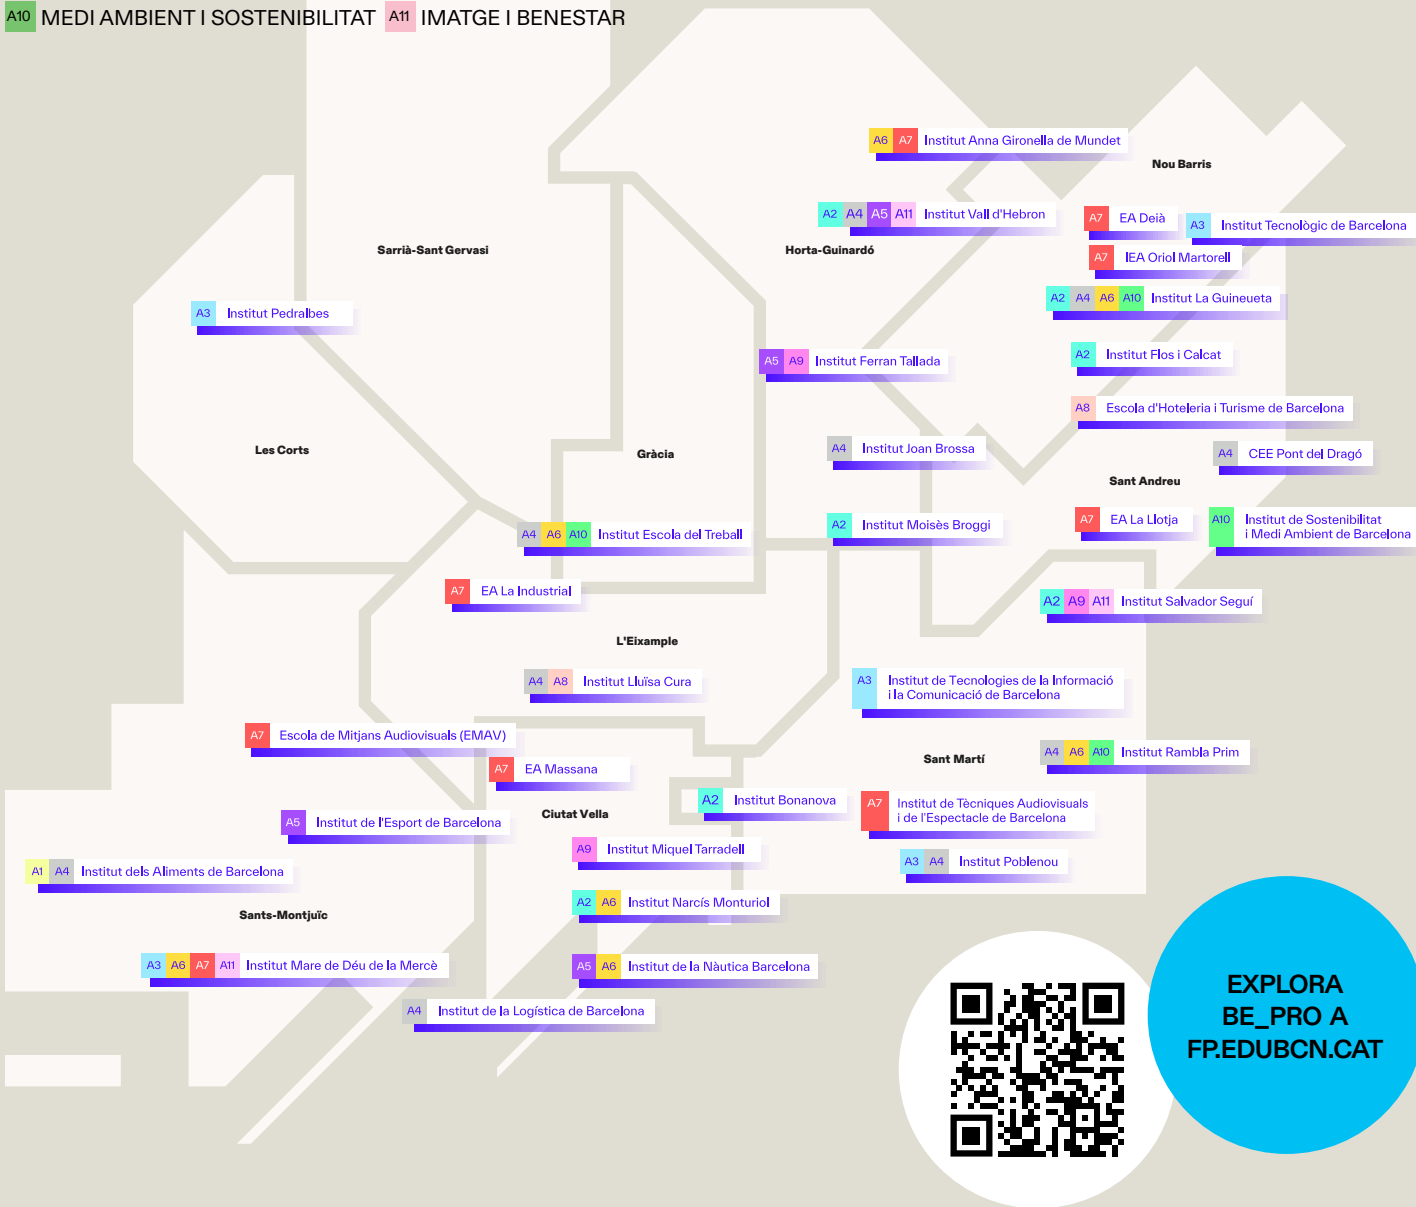 A10 MEDI AMBIENT I SOSTENIBILITAT A11 IMATGE I BENESTAR
A6 A7 Institut Anna Gironella de Mundet
Nou Barris
A2 A4 A5 A11 Institut Vall d'Hebron
A7 EA Deià
A3 Institut Tecnològic de Barcelona
Sarrià-Sant Gervasi
Horta-Guinardó
A7 IEA Oriol Martorell
A2 A4 A6 A10 Institut La Guineueta
A3 Institut Pedralbes
A5 A9 Institut Ferran Tallada
A2 Institut Flos i Calcat
A8 Escola d'Hoteleria i Turisme de Barcelona
Les Corts
Gràcia
A4 Institut Joan Brossa
A4 CEE Pont del Dragó
Sant Andreu
A4 A6 A10 Institut Escola del Treball
A2 Institut Moisès Broggi
A7 EA La Llotja
A10 Institut de Sostenibilitat
i Medi Ambient de Barcelona
A7 EA La Industrial
A2 A9 A11 Institut Salvador Seguí
L'Eixample
A4 A8 Institut Lluïsa Cura
A3 Institut de Tecnologies de la Informació
i la Comunicació de Barcelona
A7 Escola de Mitjans Audiovisuals (EMAV)
A4 A6 A10 Institut Rambla Prim
Sant Martí
A7 EA Massana
A2 Institut Bonanova
A7 Institut de Tècniques Audiovisuals
i de l'Espectacle de Barcelona
Ciutat Vella
A5 Institut de l'Esport de Barcelona
A9 Institut Miquel Tarradell
A3 A4 Institut Poblenou
A1 A4 Institut dels Aliments de Barcelona
A2 A6 Institut Narcís Monturiol
Sants-Montjuïc
A3 A6 A7 A11 Institut Mare de Déu de la Mercè
A5 A6 Institut de la Nàutica Barcelona
A4 Institut de la Logística de Barcelona
EXPLORA
BE_PRO A
FP.EDUBCN.CAT